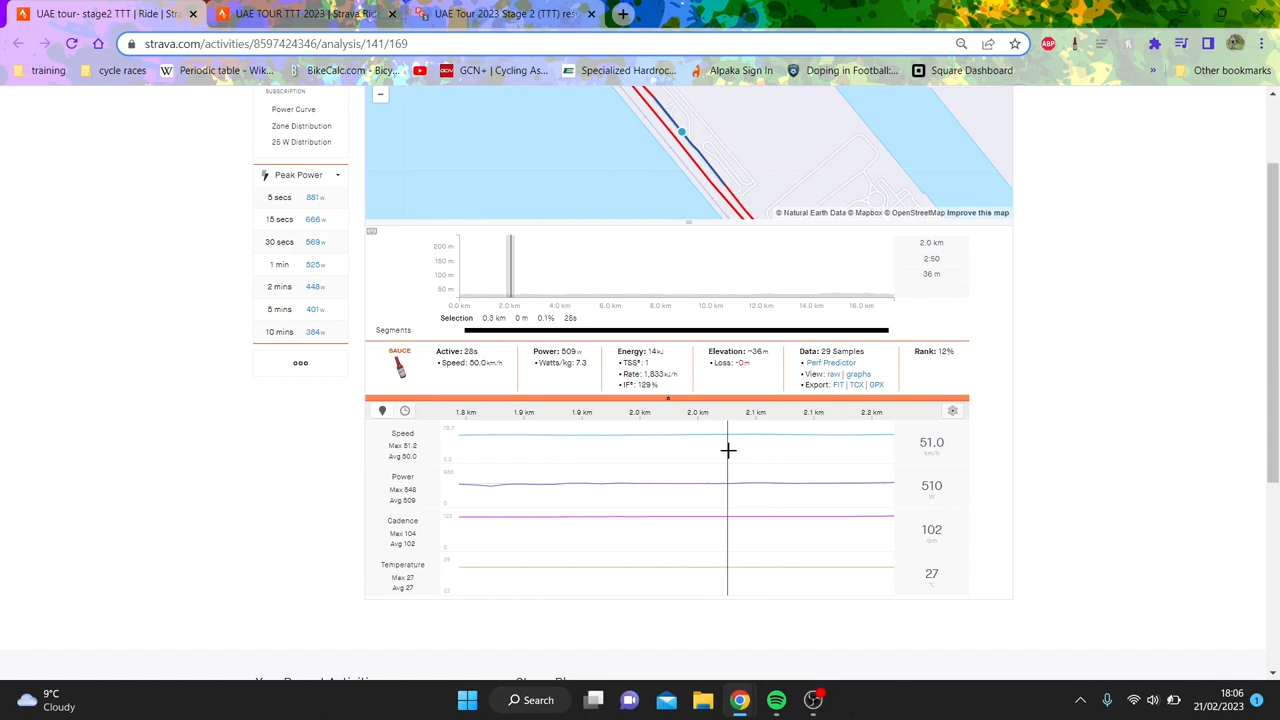 UAE tour- stage2 TTT | Ride | Stra
UAE TOUR TTT 2023 | Strava Ride
UAE Tour 2023 Stage 2 (TTT) res
strava.com/activities/8597424346/analysis/141/169
ABP
training
cycle races
Periodic table - Wik...
BikeCalc.com - Bicy...
GCN+ | Cycling As...
Specialized Hardroc...
Alpaka Sign In
Doping in Football:...
Square Dashboard
»
Other bookmarks
SUBSCRIPTION
Power Curve
Zone Distribution
25 W Distribution
Peak Power
5 secs 881w
15 secs 666w
30 secs 569w
1 min 525w
2 mins 448w
5 mins 401w
10 mins 384w
© Natural Earth Data © Mapbox © OpenStreetMap Improve this map
200 m
150 m
100 m
50 m
0.0 km 2.0 km 4.0 km 6.0 km 8.0 km 10.0 km 12.0 km 14.0 km 16.0 km
2.0 km
2:50
36 m
Selection 0.3 km 0 m 0.1% 28s
Segments
SAUCE
Active: 28s
• Speed: 50.0km/h
Power: 509w
• Watts/kg: 7.3
Energy: 14kJ
• TSS®: 1
• Rate: 1,833kJ/h
• IF®: 129%
Elevation: ~36m
• Loss: -0m
Data: 29 Samples
• Perf Predictor
• View: raw | graphs
• Export: FIT | TCX | GPX
Rank: 12%
1.8 km 1.9 km 1.9 km 2.0 km 2.0 km 2.1 km 2.1 km 2.2 km
Speed
Max 51.2
Avg 50.0
0.0
51.0
km/h
Power
Max 548
Avg 509
0
510
W
Cadence
Max 104
Avg 102
0
102
rpm
Temperature
Max 27
Avg 27
27
°C
9°C
Cloudy
Search
18:06
21/02/2023
1